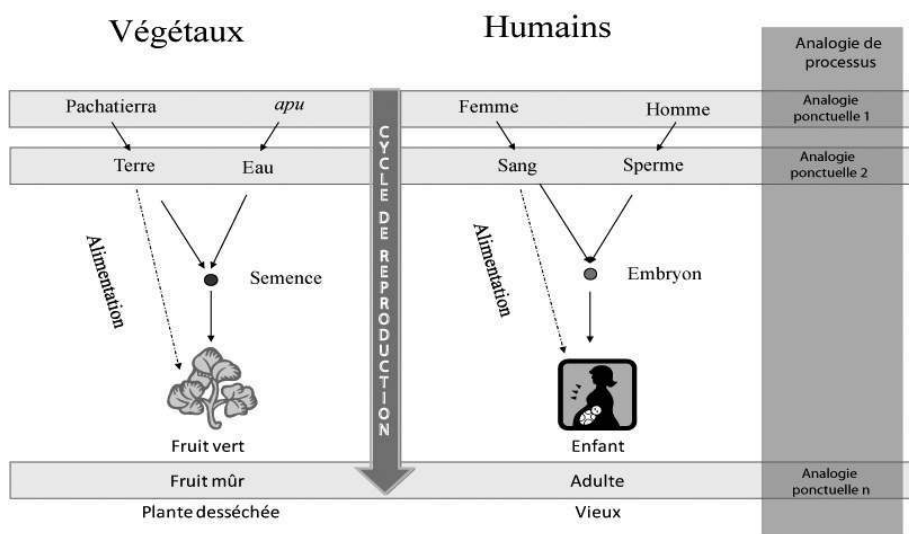 Végétaux
Humains
Analogie de
processus
Pachatierra
apu
Femme
Homme
Analogie
ponctuelle 1
Terre
Eau
Sang
Sperme
Analogie
ponctuelle 2
CYCLE DE REPRODUCTION
Alimentation
Semence
Alimentation
Embryon
Fruit vert
Enfant
Fruit mûr
Adulte
Analogie
ponctuelle n
Plante desséchée
Vieux